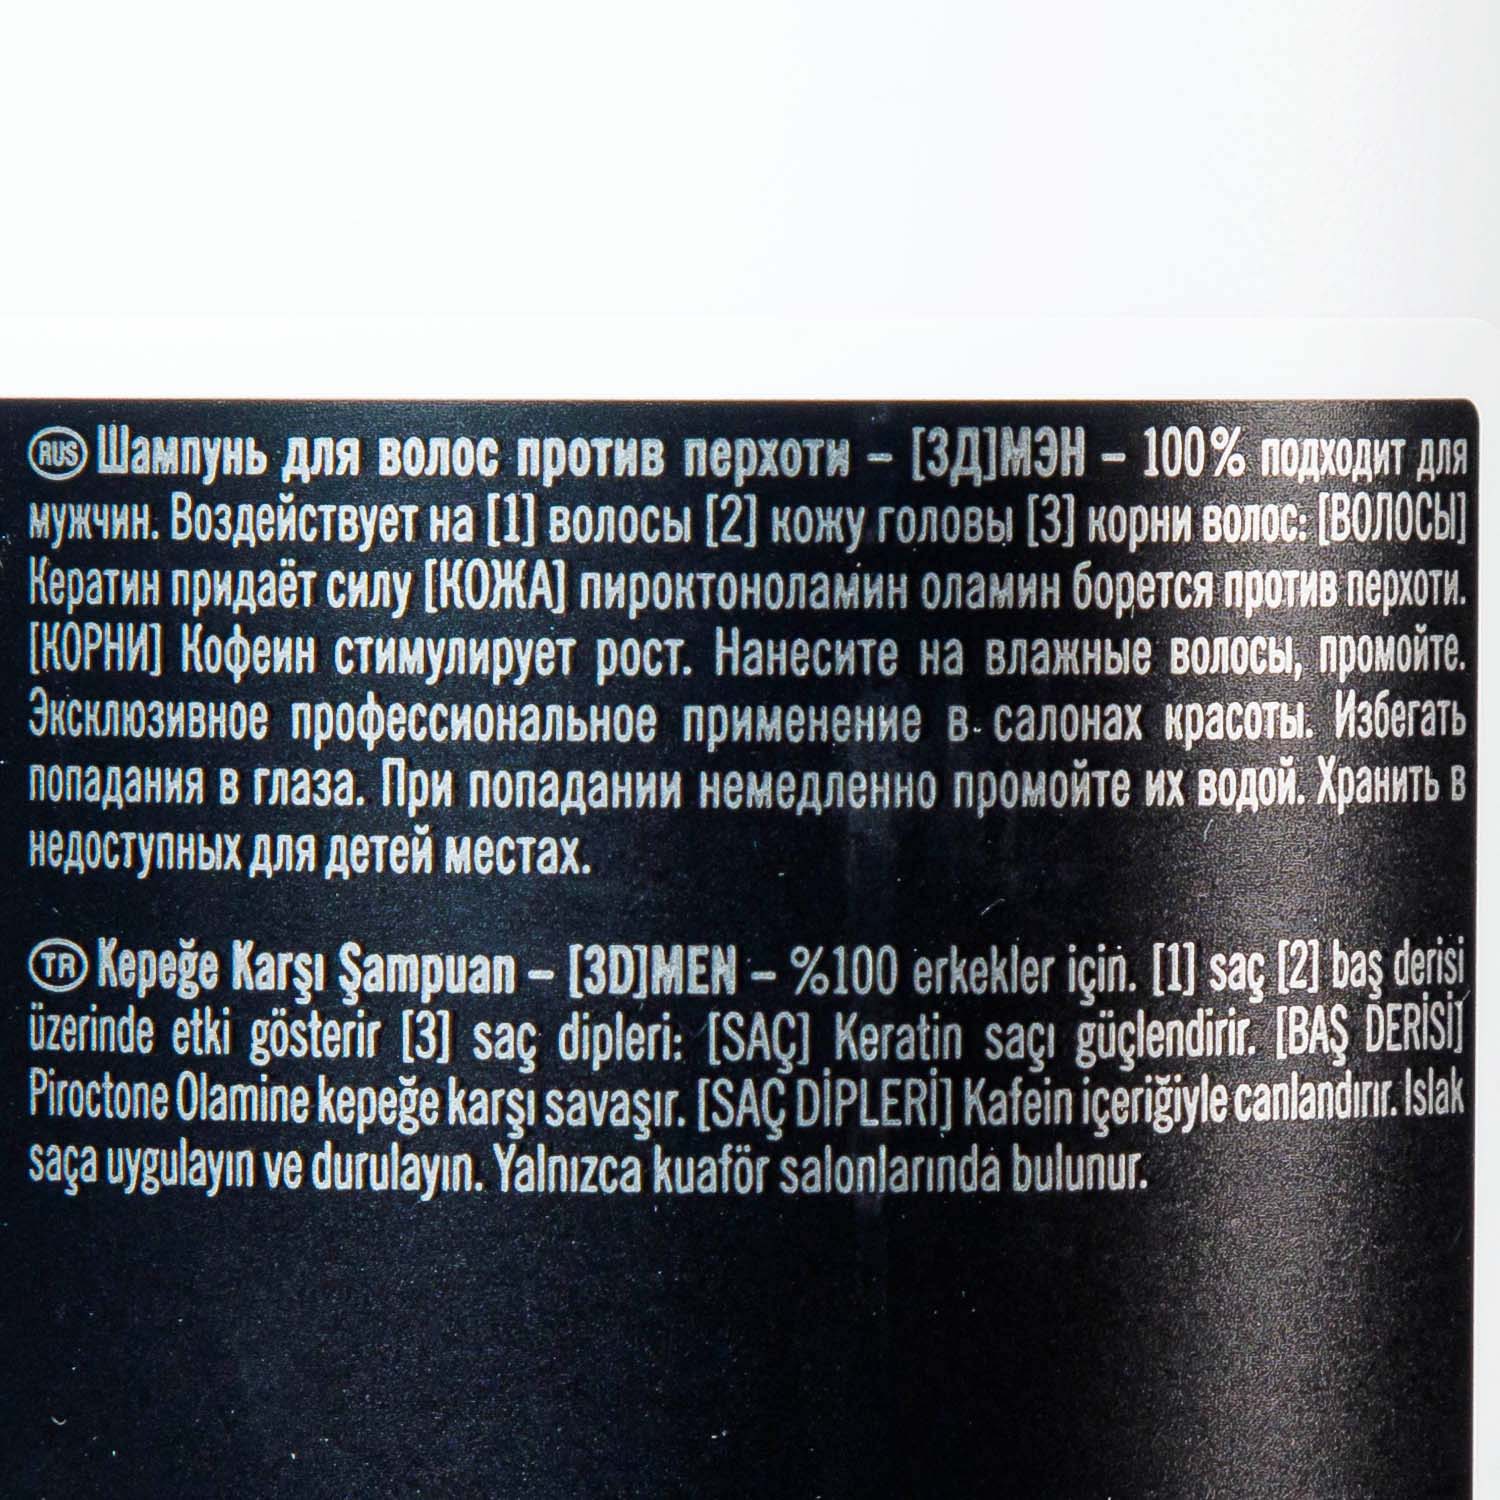 RUS Шампунь для волос против перхоти – [3Д]МЭН – 100% подходит для
мужчин. Воздействует на [1] волосы [2] кожу головы [3] корни волос: [ВОЛОСЫ]
Кератин придаёт силу [КОЖА] пироктоноламин оламин борется против перхоти.
[КОРНИ] Кофеин стимулирует рост. Нанесите на влажные волосы, промойте.
Эксклюзивное профессиональное применение в салонах красоты. Избегать
попадания в глаза. При попадании немедленно промойте их водой. Хранить в
недоступных для детей местах.
TR Kepeğe Karşı Şampuan – [3D]MEN – %100 erkekler için. [1] saç [2] baş derisi
üzerinde etki gösterir [3] saç dipleri: [SAÇ] Keratin saçı güçlendirir. [BAŞ DERİSİ]
Piroctone Olamine kepeğe karşı savaşır. [SAÇ DİPLERİ] Kafein içeriğiyle canlandırır. Islak
saça uygulayın ve durulayın. Yalnızca kuaför salonlarında bulunur.